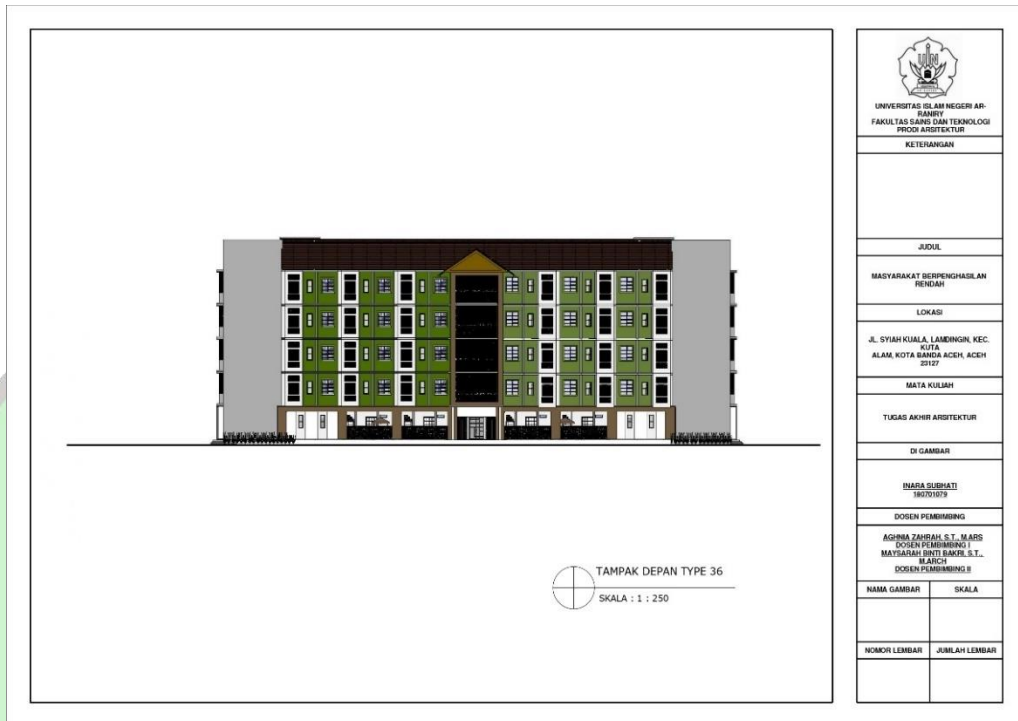 TAMPAK DEPAN TYPE 36
SKALA : 1 : 250
UIN
UNIVERSITAS ISLAM NEGERI AR-
RANIRY
FAKULTAS SAINS DAN TEKNOLOGI
PRODI ARSITEKTUR
KETERANGAN
JUDUL
MASYARAKAT BERPENGHASILAN
RENDAH
LOKASI
JL. SYIAH KUALA, LAMDINGIN, KEC.
KUTA
ALAM, KOTA BANDA ACEH, ACEH
23127
MATA KULIAH
TUGAS AKHIR ARSITEKTUR
DI GAMBAR
INARA SUBHATI
180701079
DOSEN PEMBIMBING
AGHNIA ZAHRAH, S.T., M.ARS
DOSEN PEMBIMBING I
MAYSARAH BINTI BAKRI, S.T.,
M.ARCH
DOSEN PEMBIMBING II
NAMA GAMBAR
SKALA
NOMOR LEMBAR
JUMLAH LEMBAR